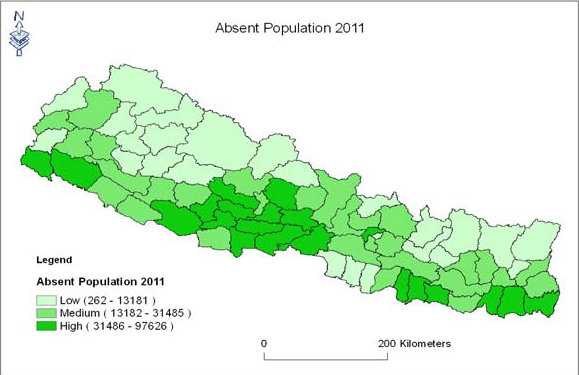 N
Absent Population 2011
Legend
Absent Population 2011
Low (262 - 13181 )
Medium ( 13182 - 31485 )
High ( 31486 - 97626 )
0 200 Kilometers